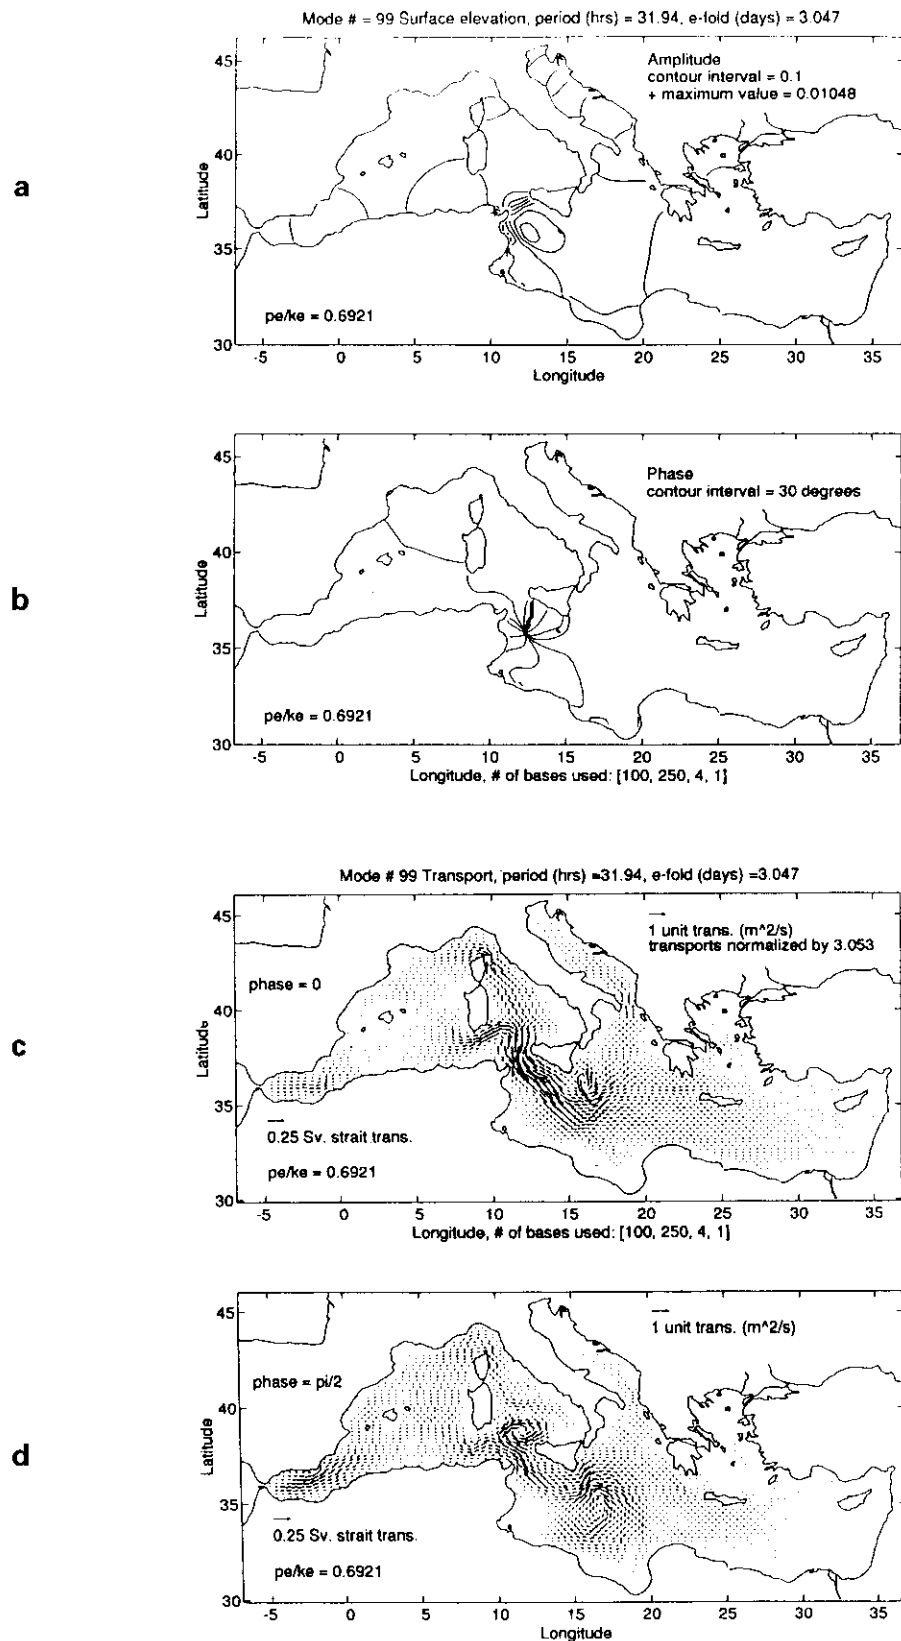 Mode # = 99 Surface elevation, period (hrs) = 31.94, e-fold (days) = 3.047
a
Amplitude
contour interval = 0.1
+ maximum value = 0.01048
pe/ke = 0.6921
Latitude
45
40
35
30
-5 0 5 10 15 20 25 30 35
Longitude
b
Phase
contour interval = 30 degrees
pe/ke = 0.6921
Latitude
45
40
35
30
-5 0 5 10 15 20 25 30 35
Longitude, # of bases used: [100, 250, 4, 1]
Mode # 99 Transport, period (hrs) =31.94, e-fold (days) =3.047
c
1 unit trans. (m^2/s)
transports normalized by 3.053
phase = 0
0.25 Sv. strait trans.
pe/ke = 0.6921
Latitude
45
40
35
30
-5 0 5 10 15 20 25 30 35
Longitude, # of bases used: [100, 250, 4, 1]
d
1 unit trans. (m^2/s)
phase = pi/2
0.25 Sv. strait trans.
pe/ke = 0.6921
Latitude
45
40
35
30
-5 0 5 10 15 20 25 30 35
Longitude